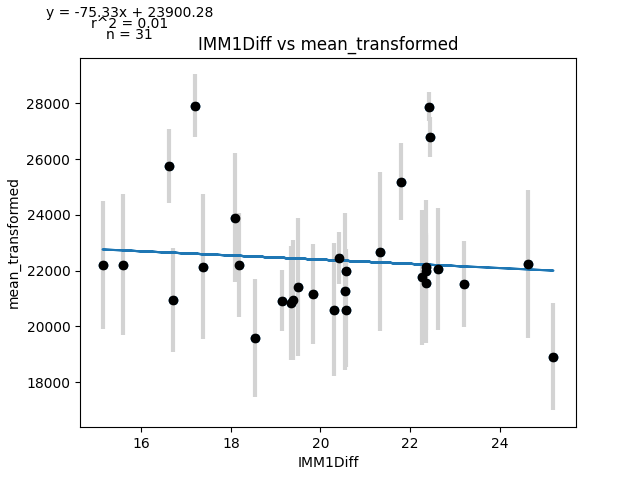 y = -75.33x + 23900.28
r^2 = 0.01
n = 31
IMM1Diff vs mean_transformed
28000
26000
24000
22000
20000
18000
mean_transformed
16
18
20
22
24
IMM1Diff